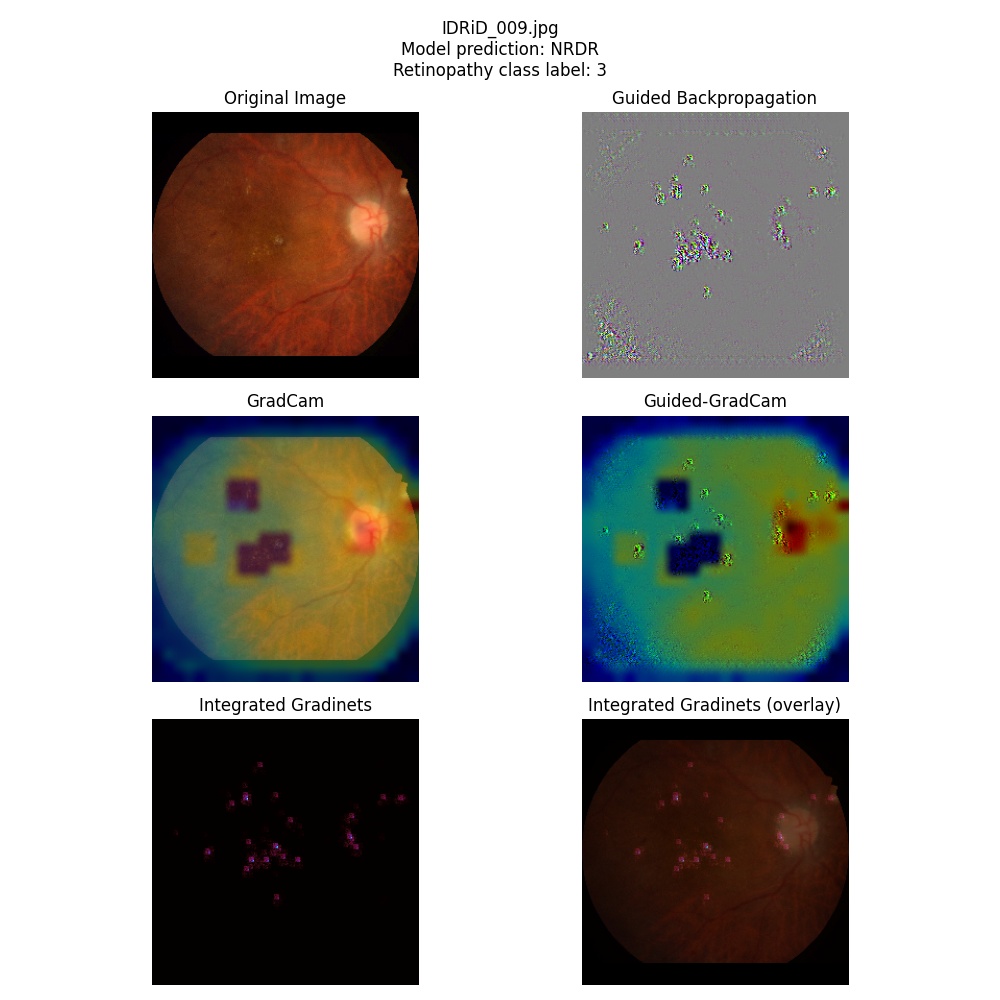 IDRiD_009.jpg
Model prediction: NRDR
Retinopathy class label: 3
Original Image
Guided Backpropagation
GradCam
Guided-GradCam
Integrated Gradinets
Integrated Gradinets (overlay)